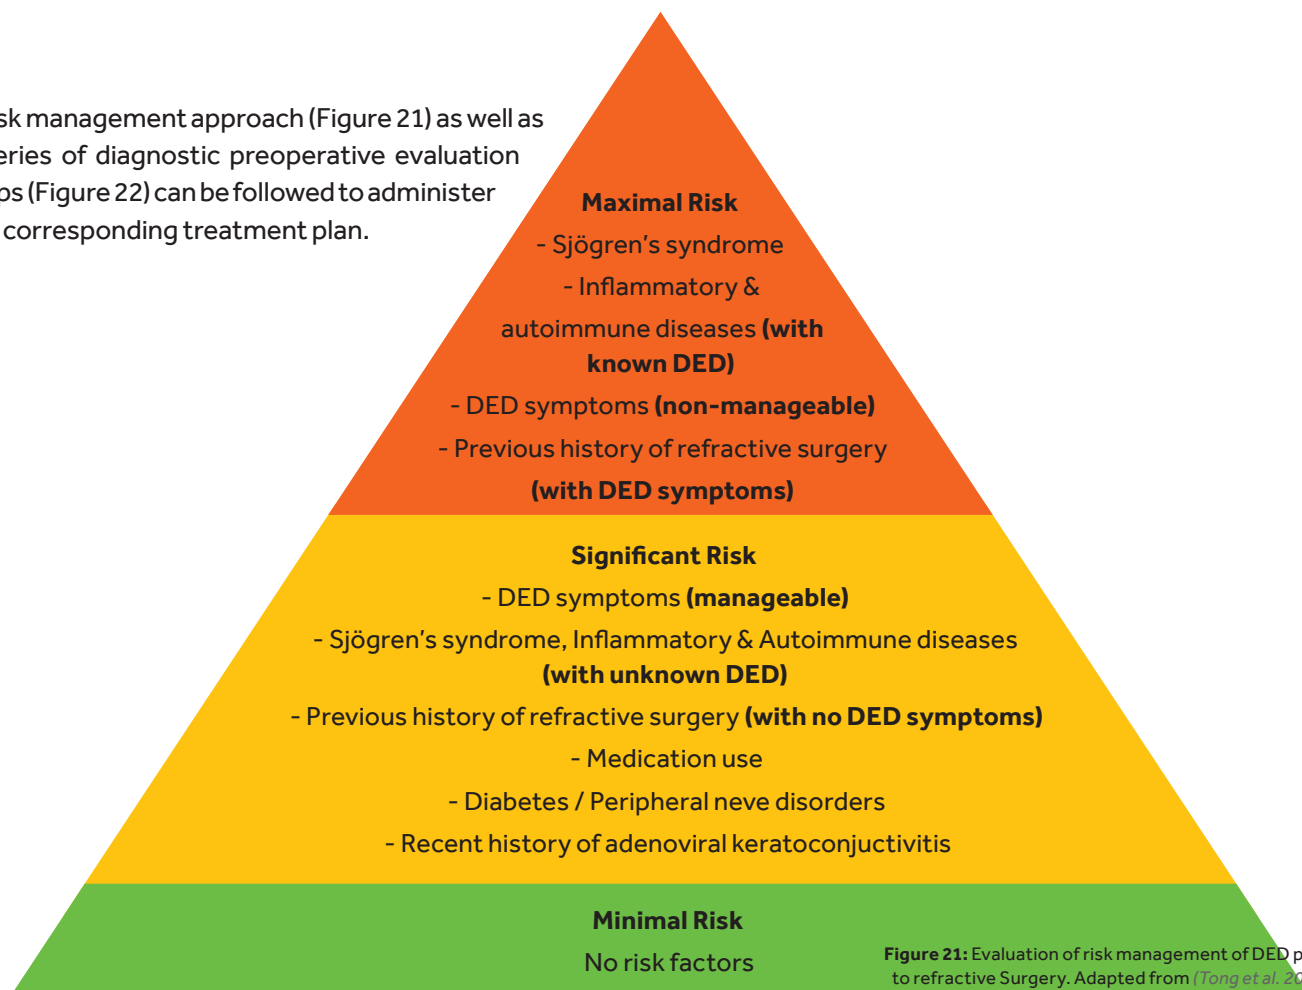 sk management approach (Figure 21) as well as
eries of diagnostic preoperative evaluation
ps (Figure 22) can be followed to administer
corresponding treatment plan.
Maximal Risk
- Sjögren's syndrome
- Inflammatory &
autoimmune diseases (with
known DED)
- DED symptoms (non-manageable)
- Previous history of refractive surgery
(with DED symptoms)
Significant Risk
- DED symptoms (manageable)
- Sjögren's syndrome, Inflammatory & Autoimmune diseases
(with unknown DED)
- Previous history of refractive surgery (with no DED symptoms)
- Medication use
- Diabetes / Peripheral neve disorders
- Recent history of adenoviral keratoconjuctivitis
Minimal Risk
No risk factors
Figure 21: Evaluation of risk management of DED p
to refractive Surgery. Adapted from (Tong et al. 20